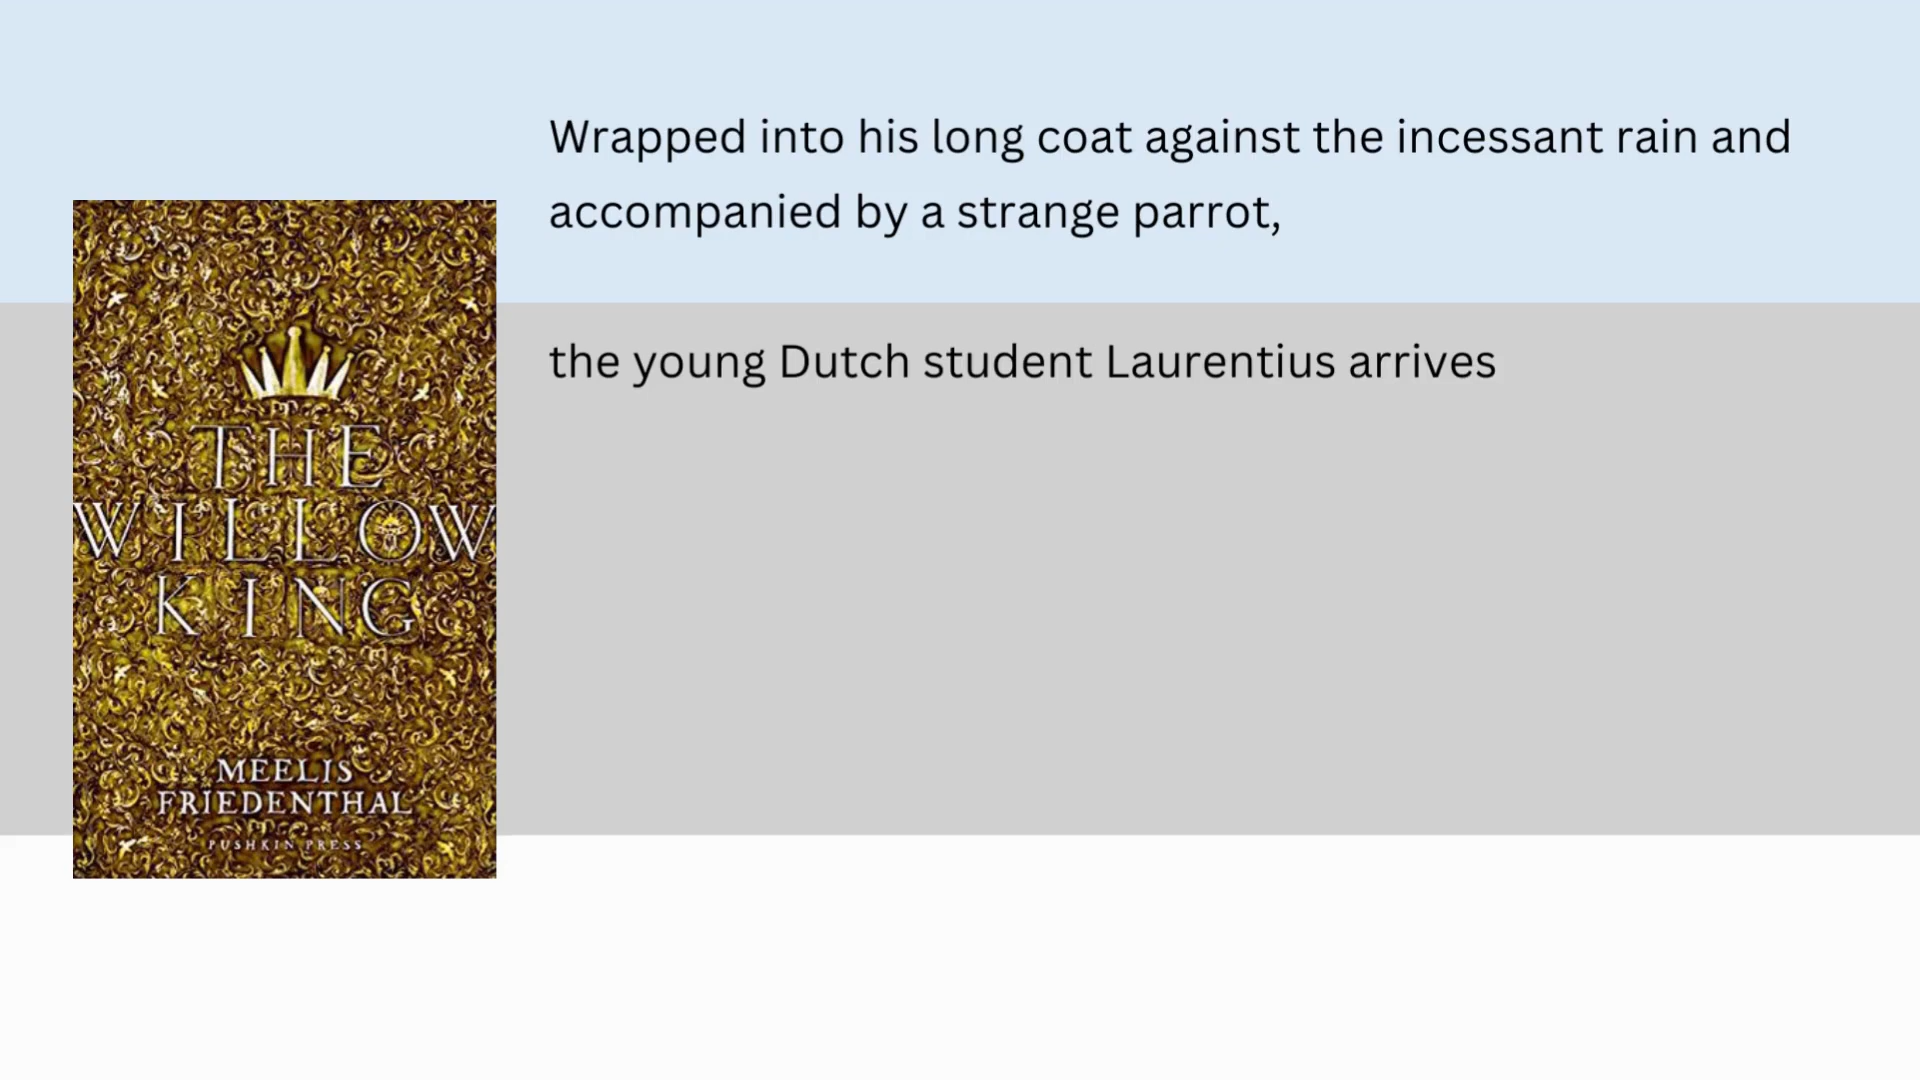 Wrapped into his long coat against the incessant rain and
accompanied by a strange parrot,
the young Dutch student Laurentius arrives
THE
WILLOW
KING
MEELIS
FRIEDENTHAL
PUSHKIN PRESS